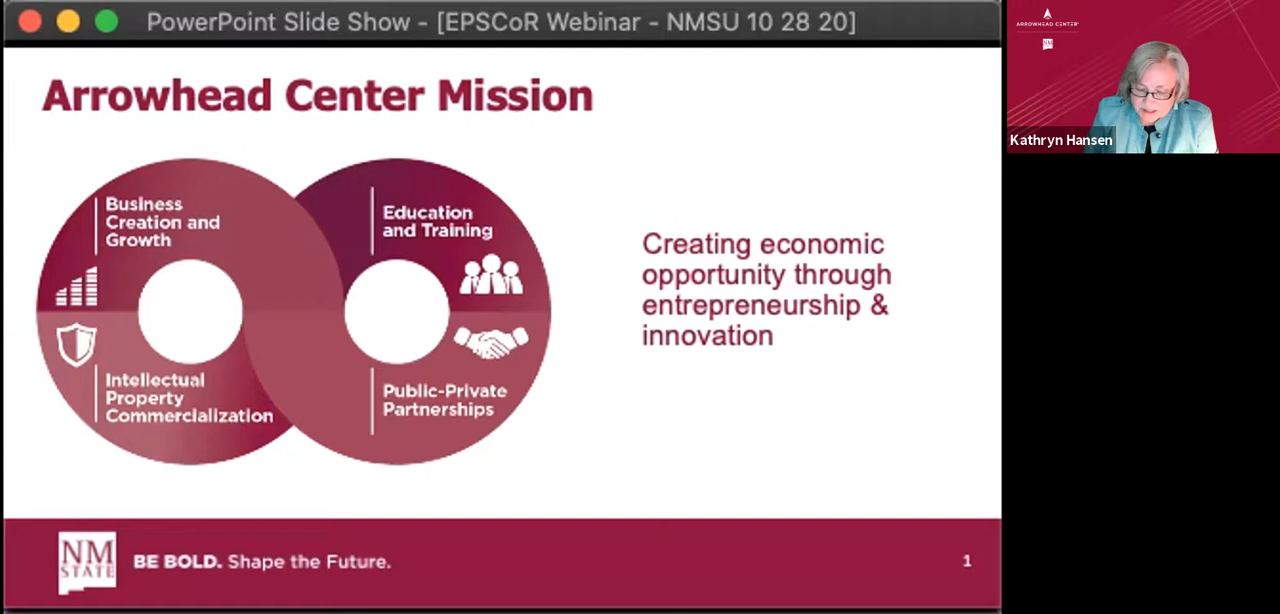 PowerPoint Slide Show - [EPSCoR Webinar - NMSU 10 28 20]
Arrowhead Center Mission
Business
Creation and
Growth
Education
and Training
Intellectual
Property
Commercialization
Public-Private
Partnerships
Creating economic
opportunity through
entrepreneurship &
innovation
NM
STATE
BE BOLD. Shape the Future.
1
ARROWHEAD CENTER
NM
Kathryn Hansen